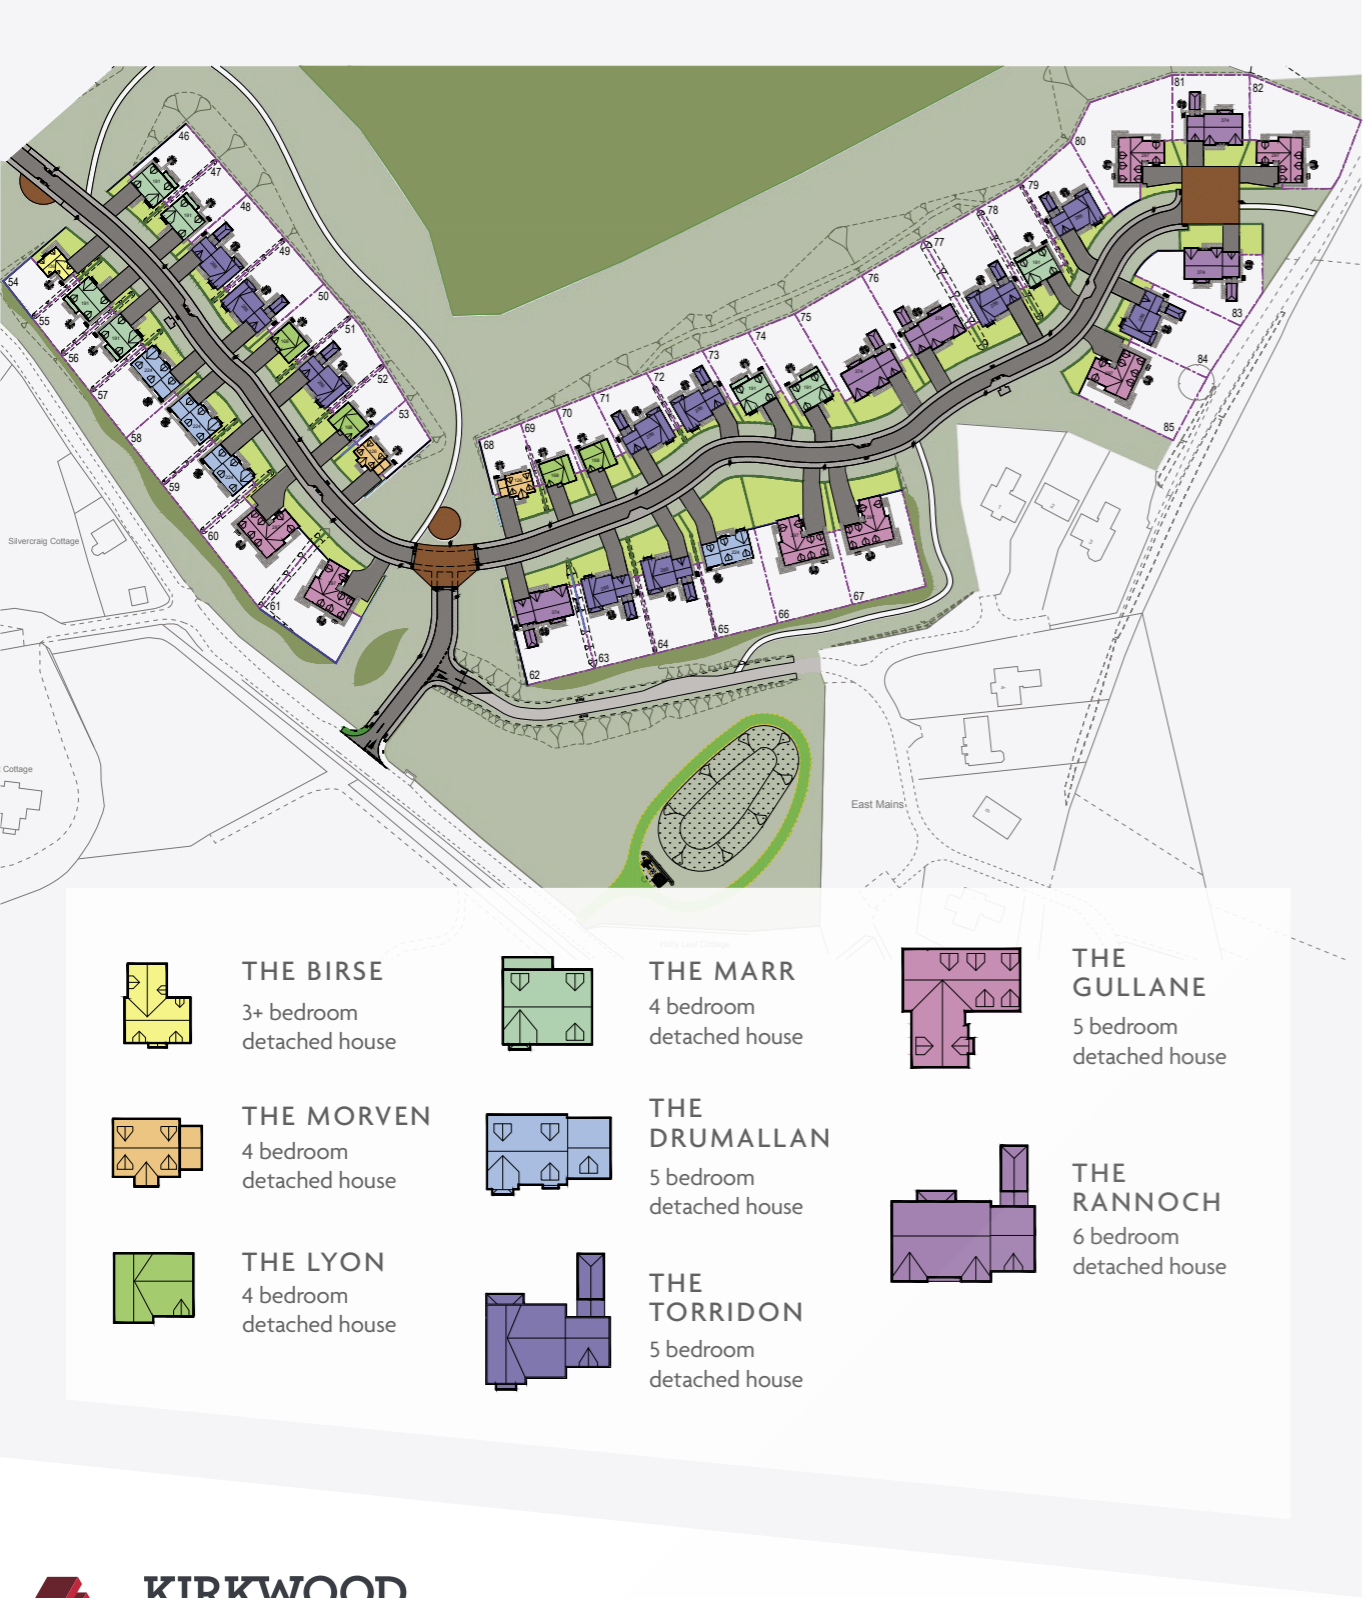 81
82
46
80
47
79
48
78
77
49
54
76
50
55
75
51
83
56
74
73
84
52
72
57
71
53
70
69
85
58
68
59
60
Silvercraig Cottage
61
67
66
65
64
63
62
Cottage
East Mains
THE BIRSE
3+ bedroom
detached house
THE MORVEN
4 bedroom
detached house
THE LYON
4 bedroom
detached house
THE MARR
4 bedroom
detached house
THE
DRUMALLAN
5 bedroom
detached house
THE
TORRIDON
5 bedroom
detached house
THE
GULLANE
5 bedroom
detached house
THE
RANNOCH
6 bedroom
detached house
KIRKWOOD